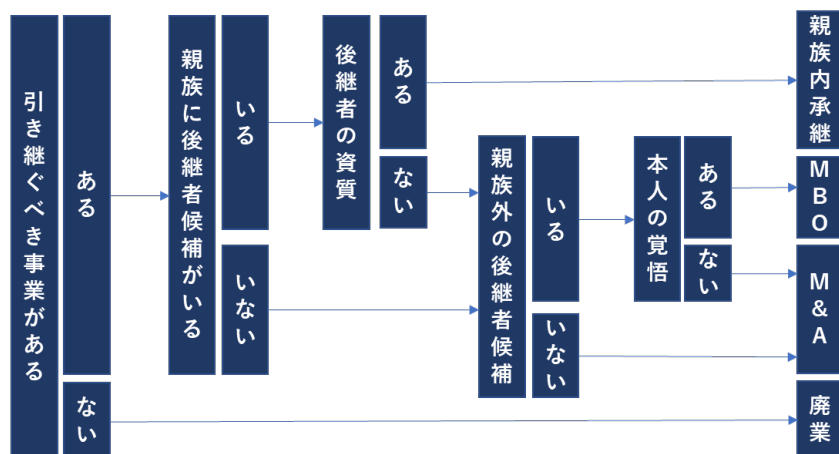 引き継ぐべき事業がある
ある
ない
親族に後継者候補がいる
いる
いない
後継者の資質
ある
ない
親族外の後継者候補
いる
いない
本人の覚悟
ある
ない
親族内承継
MBO
M&A
廃業